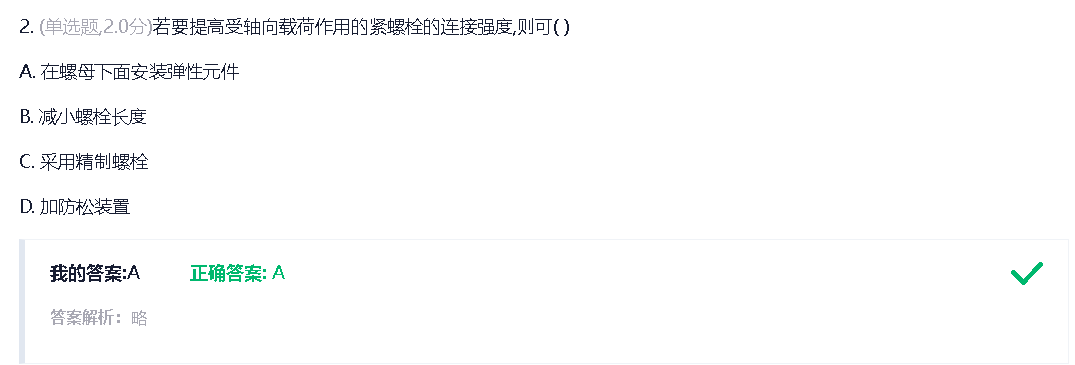 2. (单选题,2.0分)若要提高受轴向载荷作用的紧螺栓的连接强度,则可( )
A. 在螺母下面安装弹性元件
B. 减小螺栓长度
C. 采用精制螺栓
D. 加防松装置
我的答案:A 正确答案: A
答案解析：略